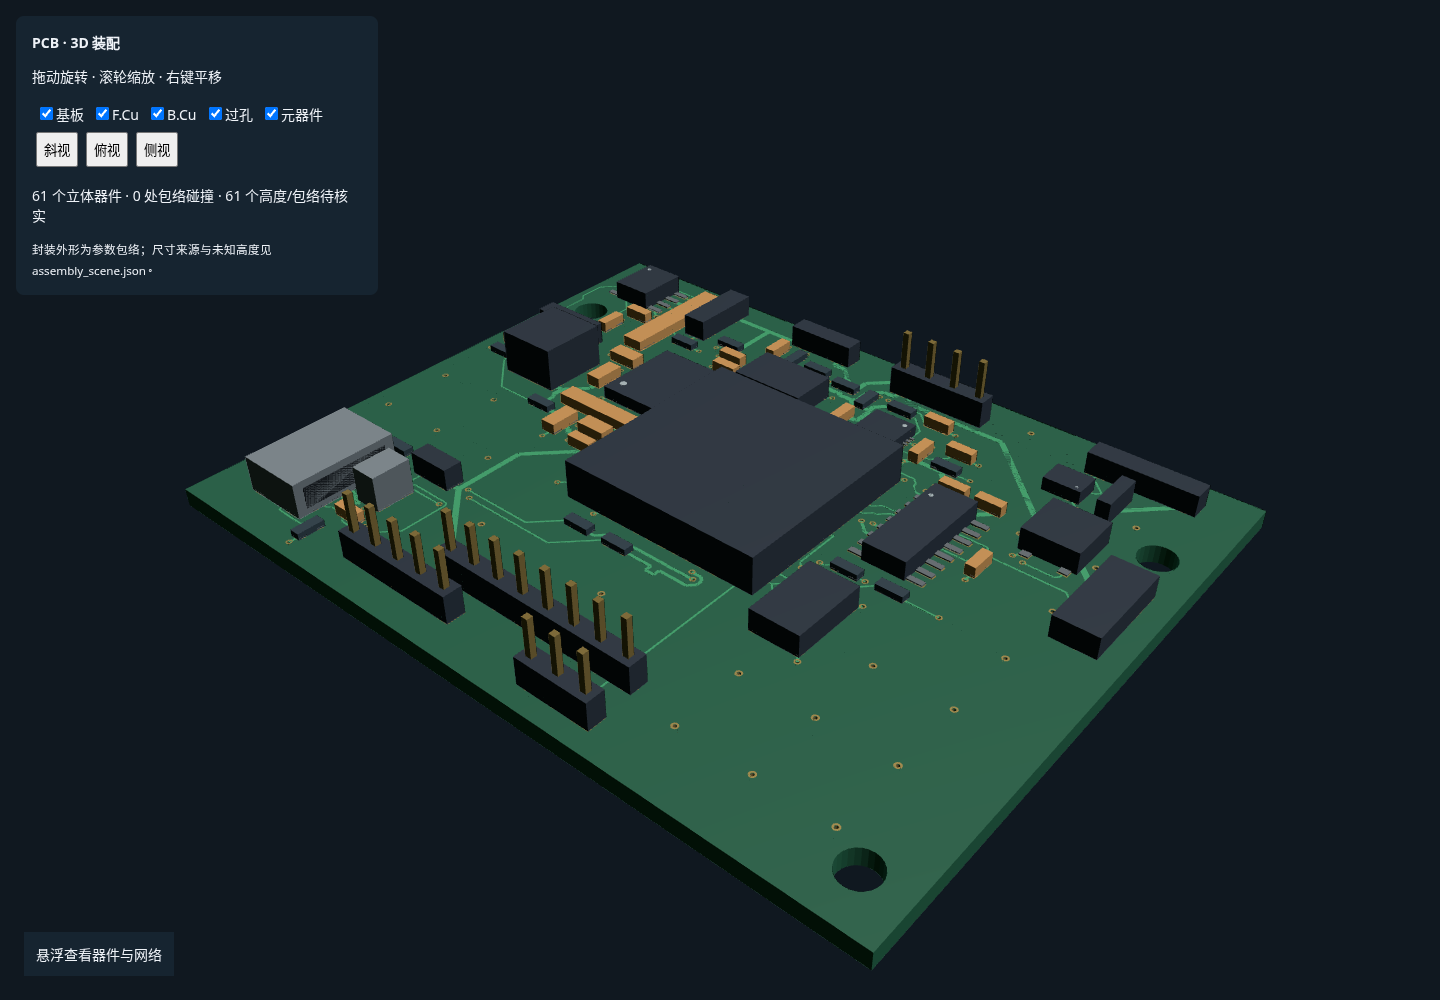 PCB · 3D 装配
拖动旋转 · 滚轮缩放 · 右键平移
基板 F.Cu B.Cu 过孔 元器件
斜视 俯视 侧视
61 个立体器件 · 0 处包络碰撞 · 61 个高度/包络待核
实
封装外形为参数包络；尺寸来源与未知高度见
assembly_scene.json。
悬浮查看器件与网络